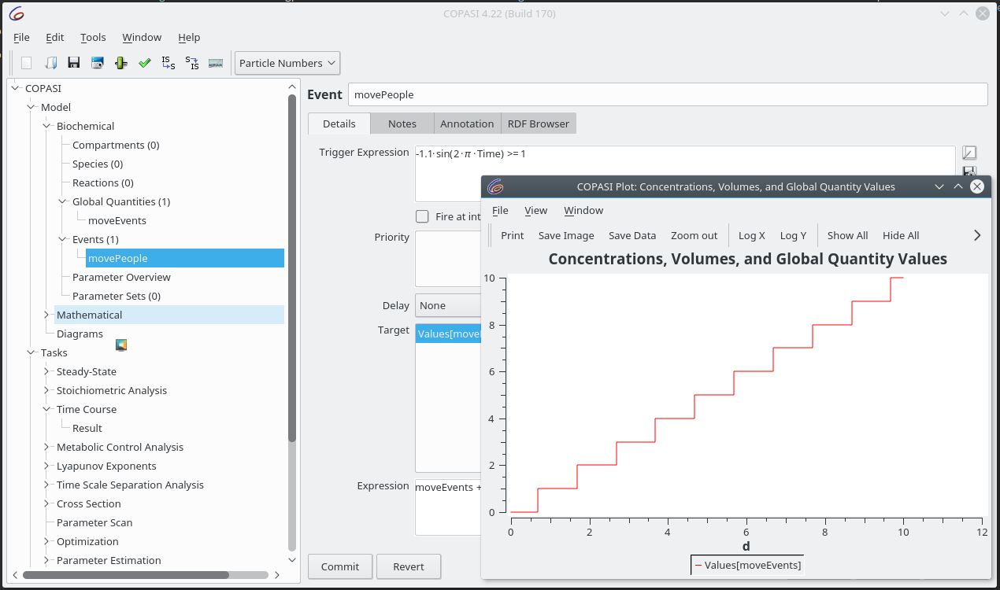 COPASI 4.22 (Build 170)
File Edit Tools Window Help
Particle Numbers
COPASI
Model
Biochemical
Compartments (0)
Species (0)
Reactions (0)
Global Quantities (1)
moveEvents
Events (1)
movePeople
Parameter Overview
Parameter Sets (0)
Mathematical
Diagrams
Tasks
Steady-State
Stoichiometric Analysis
Time Course
Result
Metabolic Control Analysis
Lyapunov Exponents
Time Scale Separation Analysis
Cross Section
Parameter Scan
Optimization
Parameter Estimation
Event movePeople
Details Notes Annotation RDF Browser
Trigger Expression -1.1·sin(2·π·Time) >= 1
Fire at int
Priority
Delay None
Target Values[move
Expression moveEvents +
Commit Revert
COPASI Plot: Concentrations, Volumes, and Global Quantity Values
File View Window
Print Save Image Save Data Zoom out Log X Log Y Show All Hide All
Concentrations, Volumes, and Global Quantity Values
10
8
6
4
2
0
0 2 4 6 8 10 12
d
Values[moveEvents]